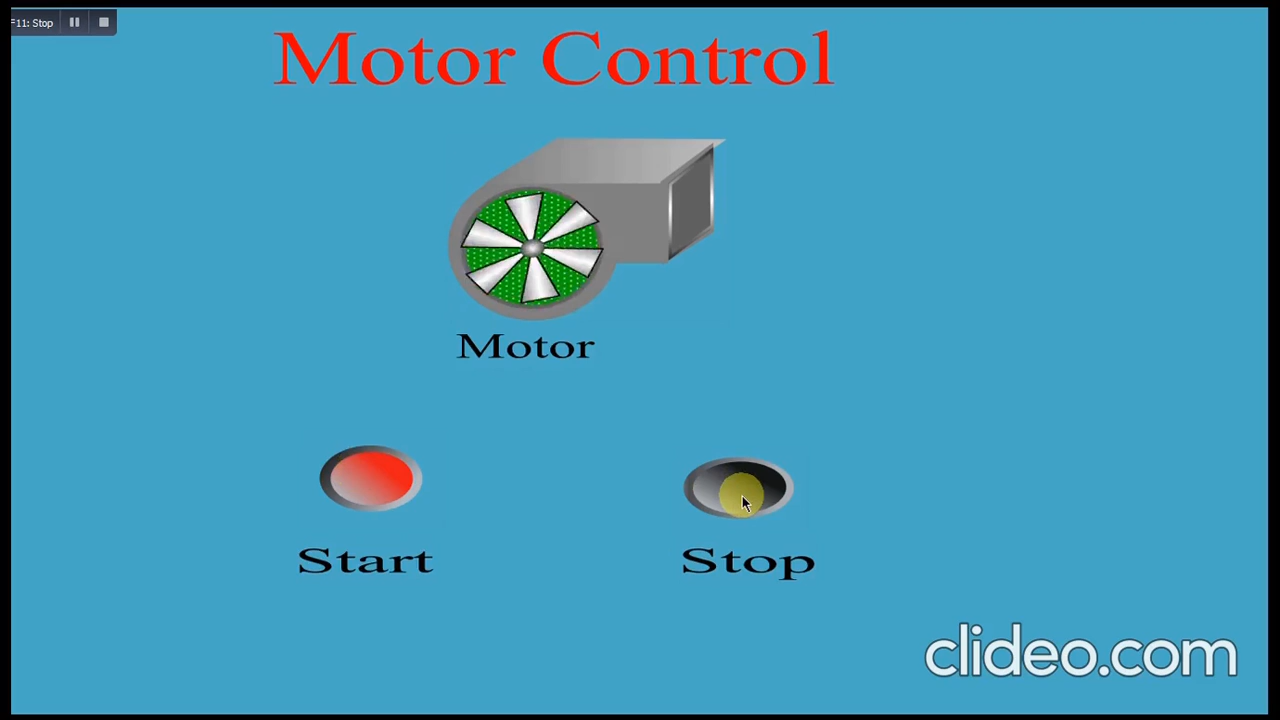 F11: Stop
Motor Control
Motor
Start
Stop
clideo.com